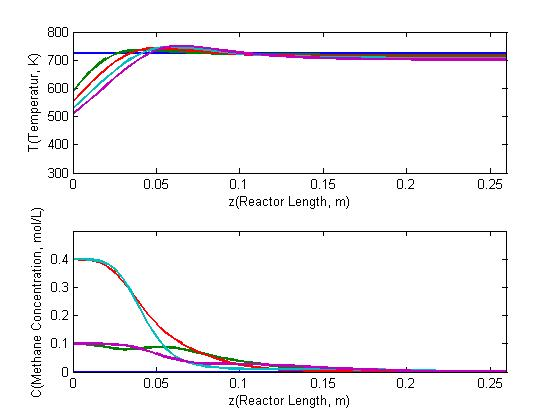 800
700
600
500
400
300
T(Temperatur, K)
0 0.05 0.1 0.15 0.2 0.25
z(Reactor Length, m)
0.4
0.3
0.2
0.1
0
C(Methane Concentration, mol/L)
0 0.05 0.1 0.15 0.2 0.25
z(Reactor Length, m)